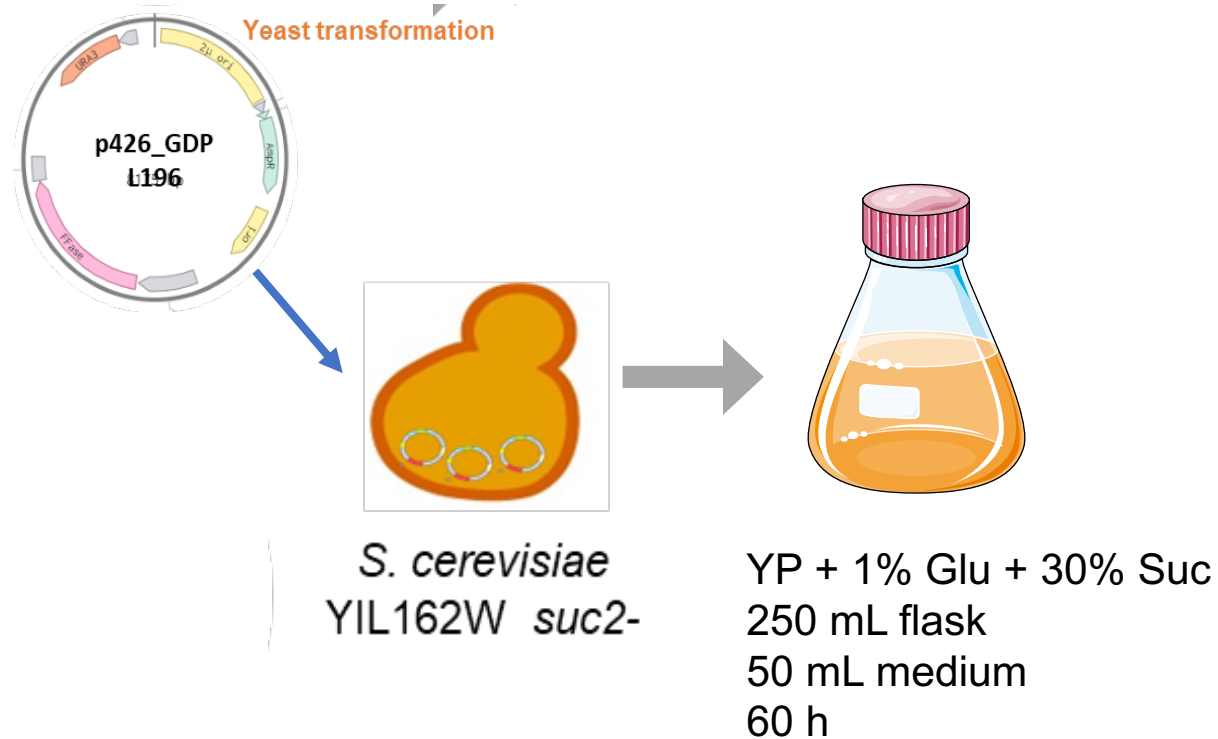 Yeast transformation
URA3
2μ ori
p426_GDP
AmpR
L196
ori
FFase
S. cerevisiae
YIL162W suc2-
YP + 1% Glu + 30% Suc
250 mL flask
50 mL medium
60 h